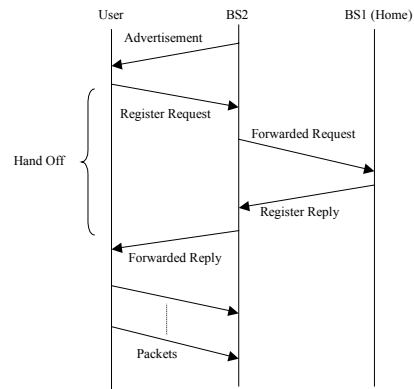 User BS2 BS1 (Home)
Advertisement
Register Request
Forwarded Request
Hand Off
Register Reply
Forwarded Reply
Packets